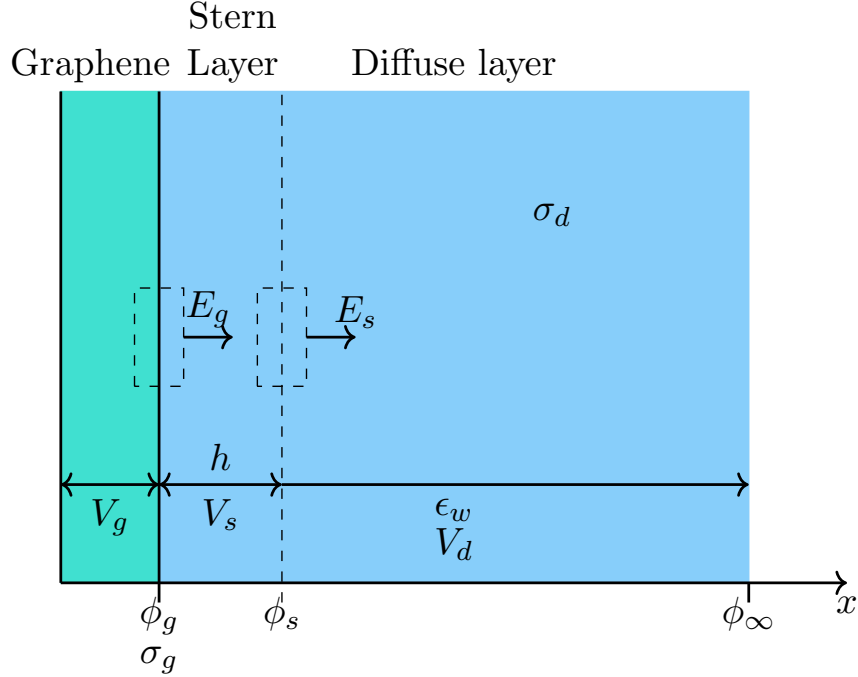 Stern
Graphene Layer Diffuse layer
σ_d
E_g E_s
h
V_g V_s ϵ_w
V_d
x
ϕ_g ϕ_s ϕ_∞
σ_g